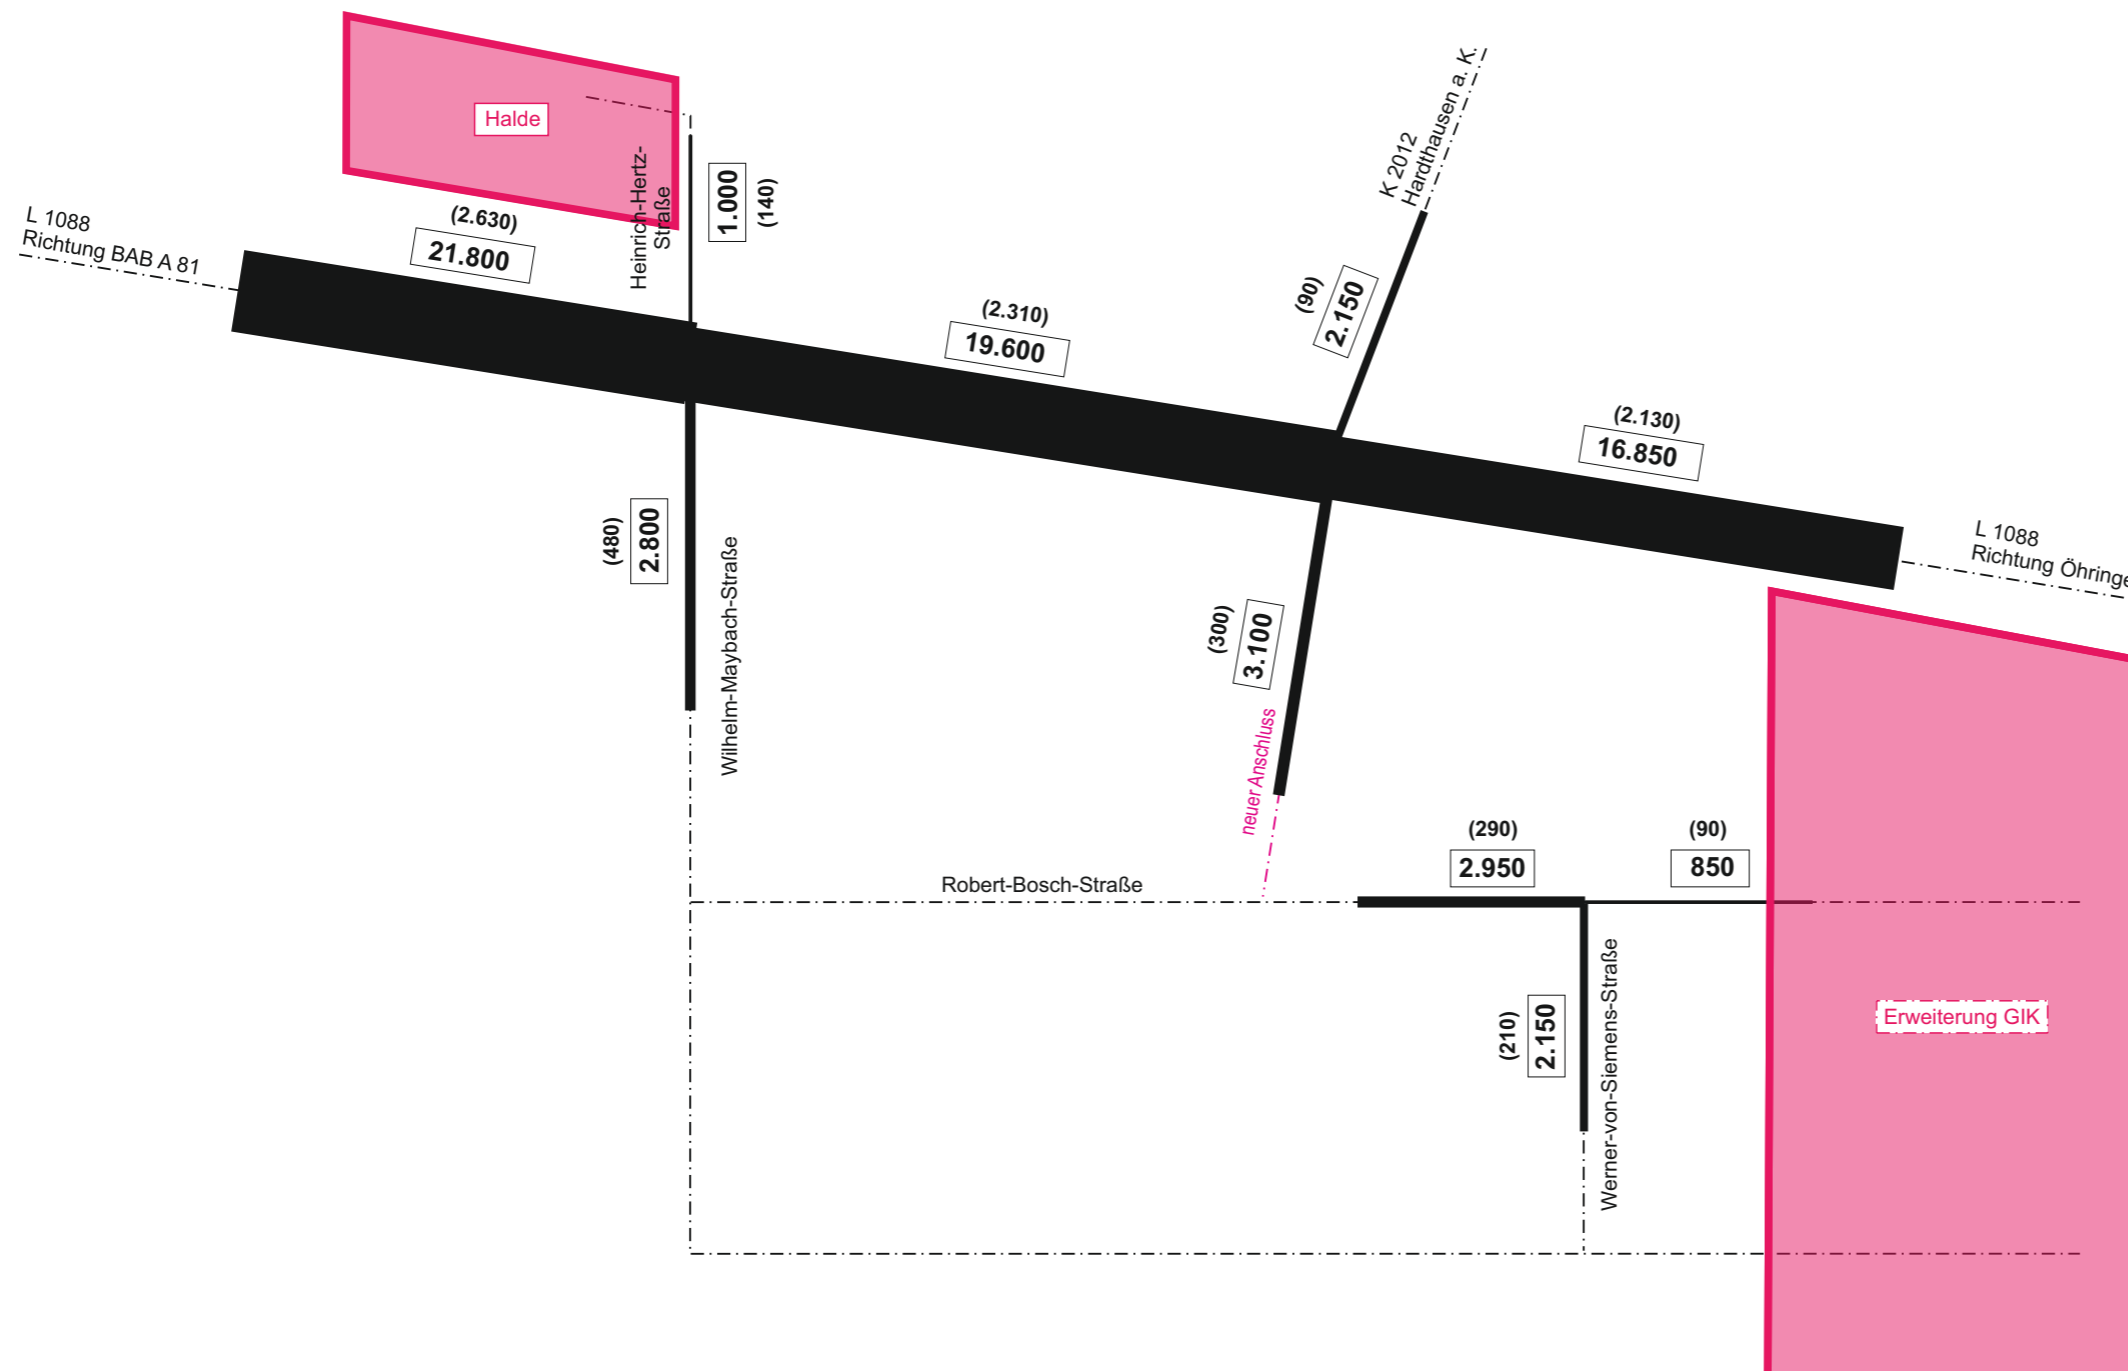 Halde
L 1088
Richtung BAB A 81
(2.630)
21.800
Heinrich-Hertz-
Straße
1.000
(140)
K 2012
Hardthausen a. K.
(90)
2.150
(2.310)
19.600
(2.130)
16.850
L 1088
Richtung Öhringe
(480)
2.800
Wilhelm-Maybach-Straße
(300)
3.100
neuer Anschluss
Robert-Bosch-Straße
(290)
2.950
(90)
850
(210)
2.150
Werner-von-Siemens-Straße
Erweiterung GIK